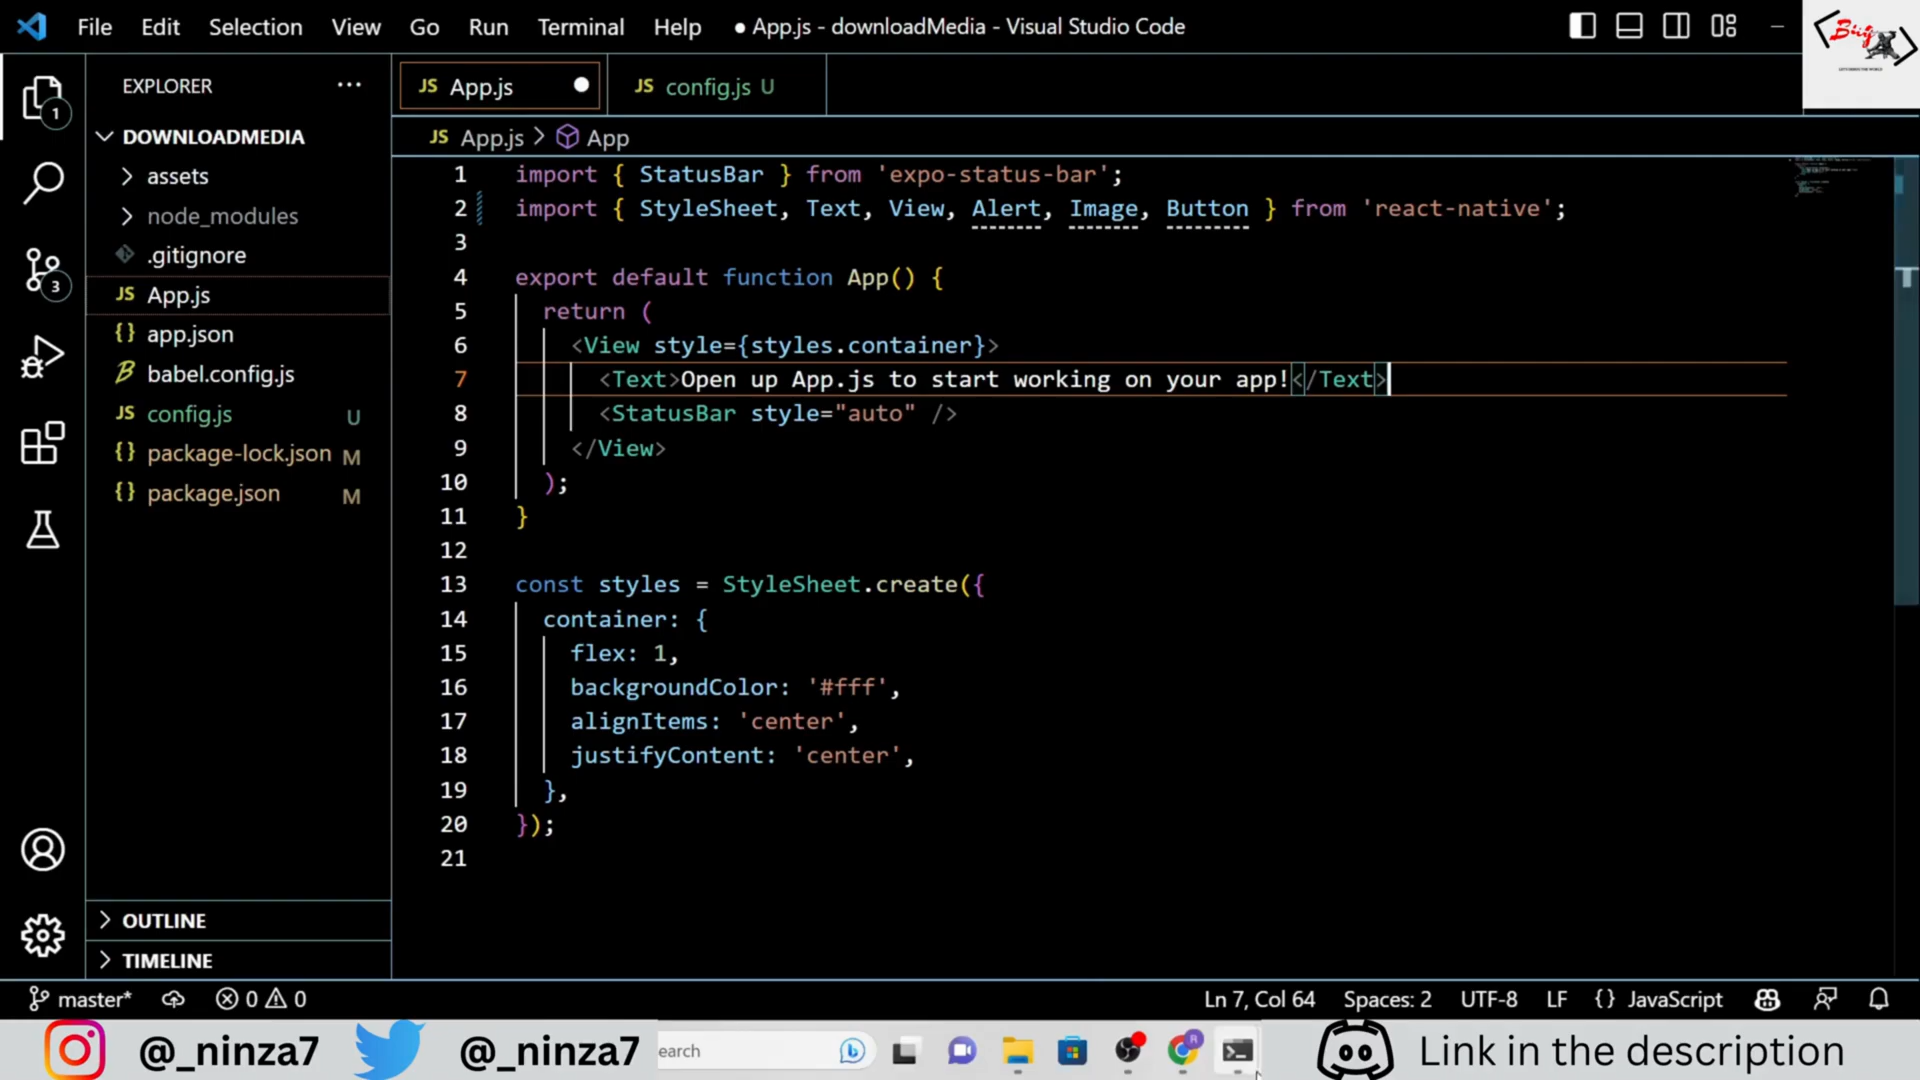 File Edit Selection View Go Run Terminal Help ● App.js - downloadMedia - Visual Studio Code
EXPLORER
JS App.js
JS config.js U
1
DOWNLOADMEDIA
JS App.js > App
assets
node_modules
.gitignore
3
JS App.js
{} app.json
babel.config.js
JS config.js U
{} package-lock.json M
{} package.json M
1 import { StatusBar } from 'expo-status-bar';
2 import { StyleSheet, Text, View, Alert, Image, Button } from 'react-native';
3
4 export default function App() {
5 return (
6 <View style={styles.container}>
7 <Text>Open up App.js to start working on your app!</Text>
8 <StatusBar style="auto" />
9 </View>
10 );
11 }
12
13 const styles = StyleSheet.create({
14 container: {
15 flex: 1,
16 backgroundColor: '#fff',
17 alignItems: 'center',
18 justifyContent: 'center',
19 },
20 });
21
OUTLINE
TIMELINE
master* 0 0 Ln 7, Col 64 Spaces: 2 UTF-8 LF {} JavaScript
@_ninza7 @_ninza7 earch Link in the description